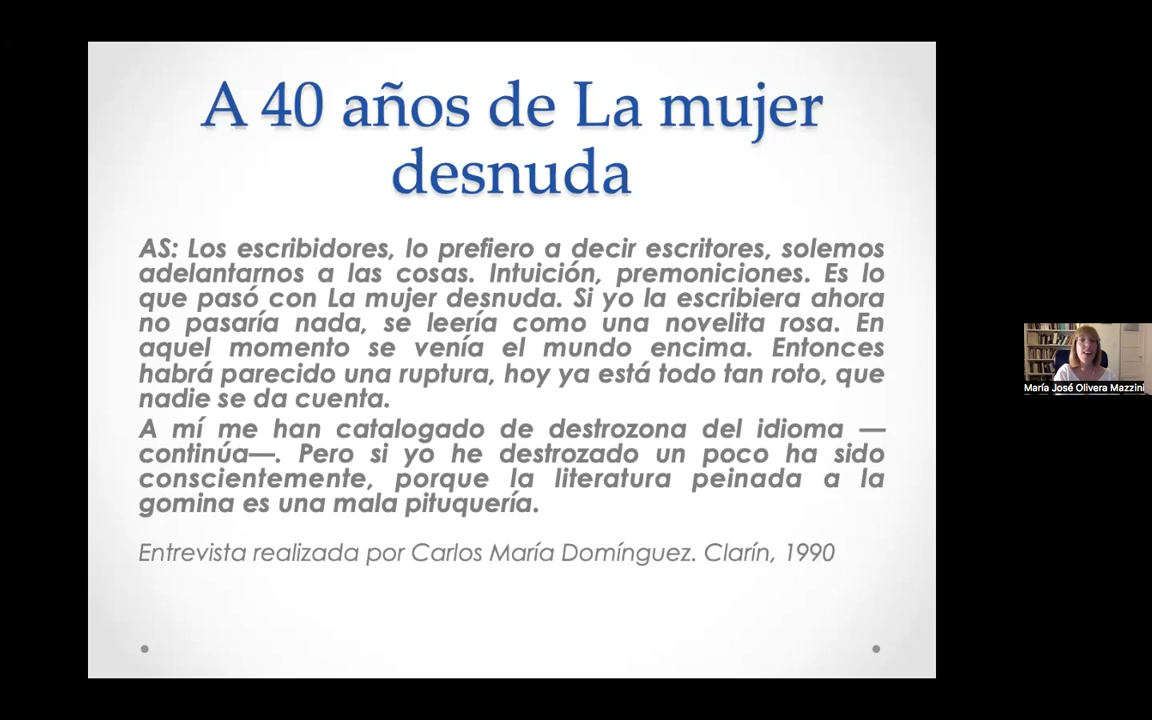 A 40 años de La mujer
desnuda
AS: Los escribidores, lo prefiero a decir escritores, solemos
adelantarnos a las cosas. Intuición, premoniciones. Es lo
que pasó con La mujer desnuda. Si yo la escribiera ahora
no pasaría nada, se leería como una novelita rosa. En
aquel momento se venía el mundo encima. Entonces
habrá parecido una ruptura, hoy ya está todo tan roto, que
nadie se da cuenta.
A mí me han catalogado de destrozona del idioma —
continúa—. Pero si yo he destrozado un poco ha sido
conscientemente, porque la literatura peinada a la
gomina es una mala pituquería.
Entrevista realizada por Carlos María Domínguez. Clarín, 1990
María José Olivera Mazzini